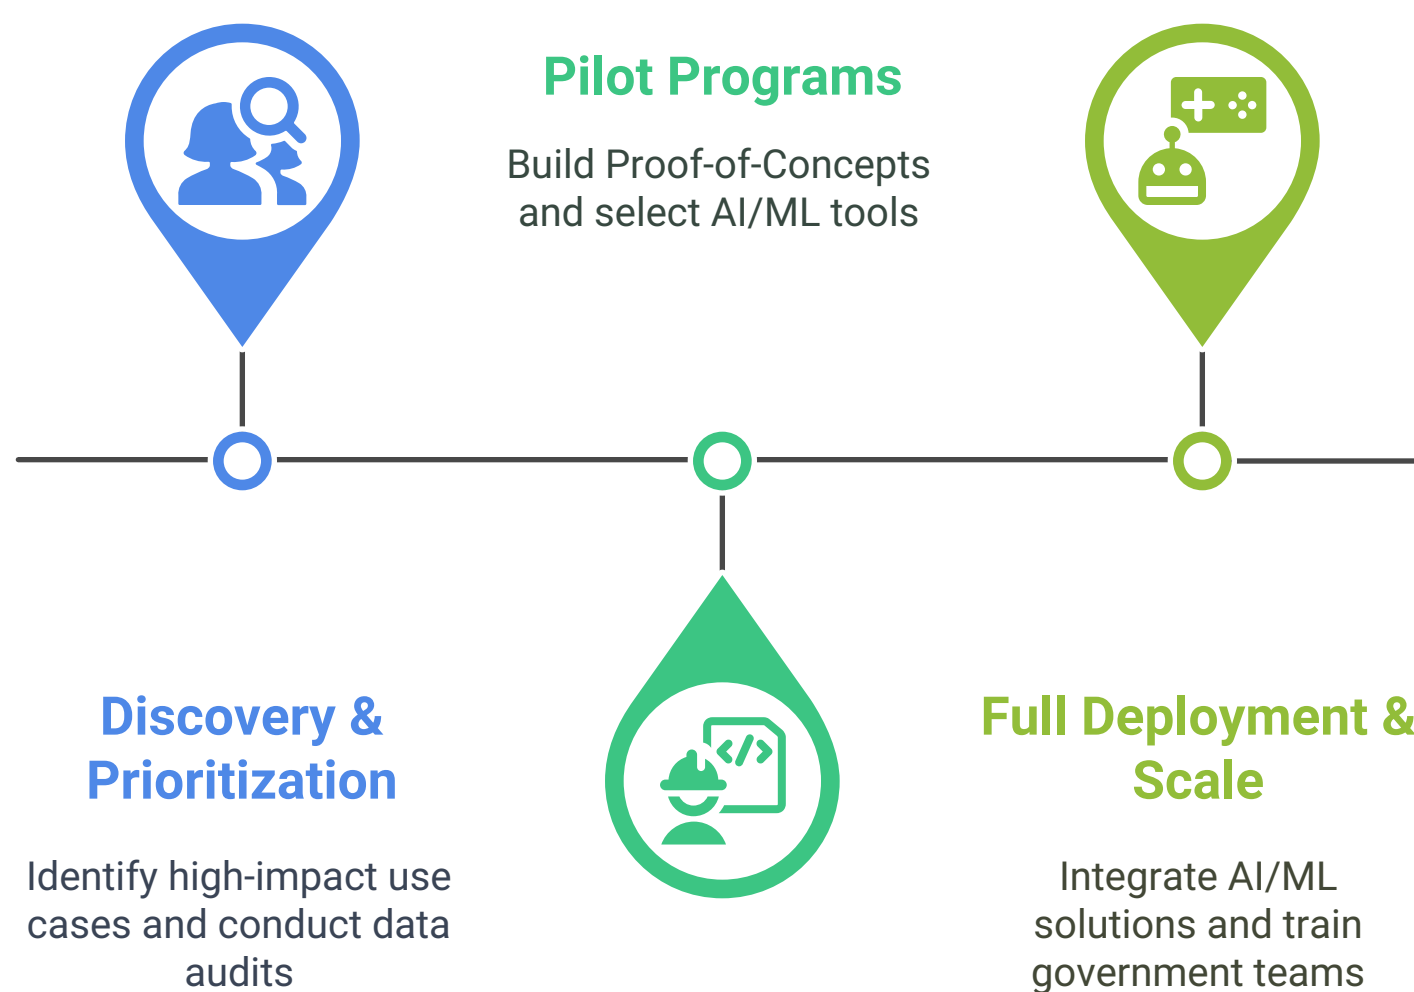 Pilot Programs
Build Proof-of-Concepts
and select AI/ML tools
Discovery &
Prioritization
Identify high-impact use
cases and conduct data
audits
Full Deployment &
Scale
Integrate AI/ML
solutions and train
government teams